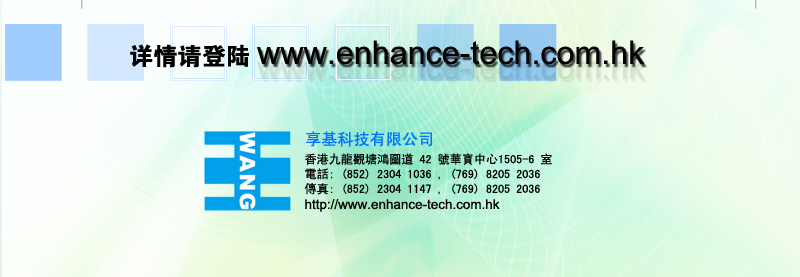 详情请登陆 www.enhance-tech.com.hk
WANG
享基科技有限公司
香港九龍觀塘鴻圖道 42 號華寶中心1505-6 室
電話: (852) 2304 1036 , (769) 8205 2036
傳真: (852) 2304 1147 , (769) 8205 2036
http://www.enhance-tech.com.hk